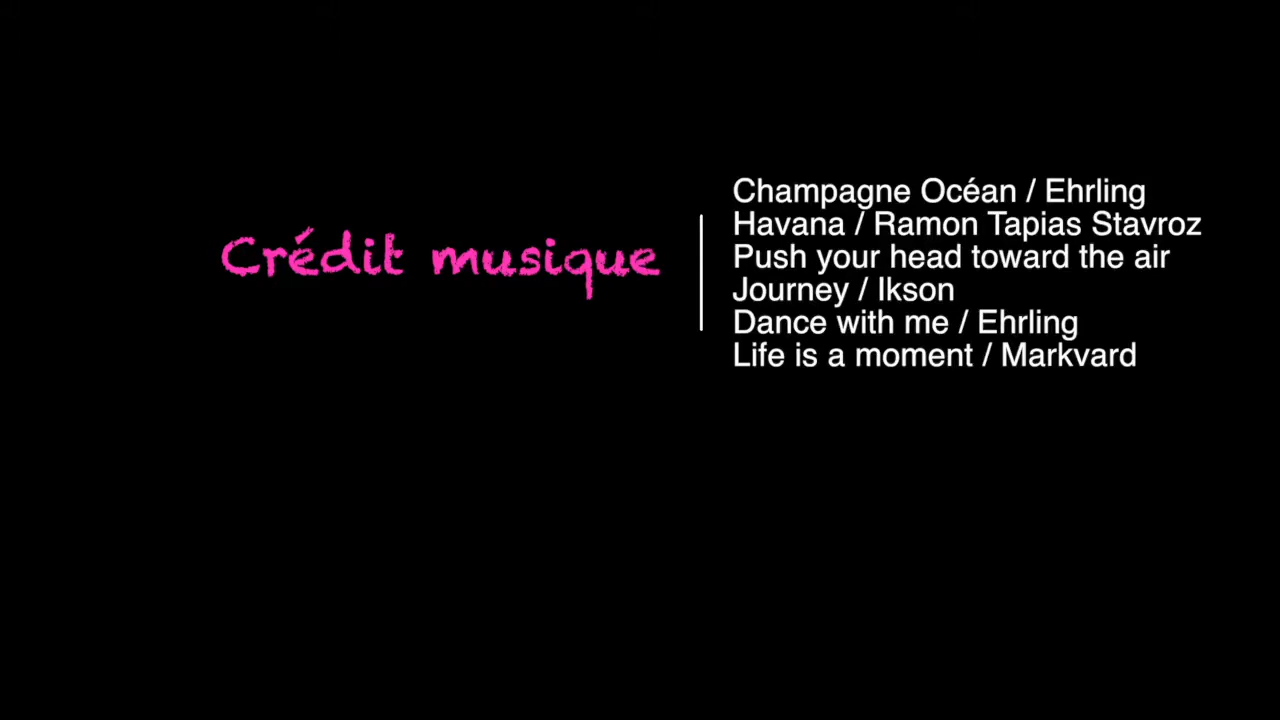 Crédit musique
Champagne Océan / Ehrling
Havana / Ramon Tapias Stavroz
Push your head toward the air
Journey / Ikson
Dance with me / Ehrling
Life is a moment / Markvard